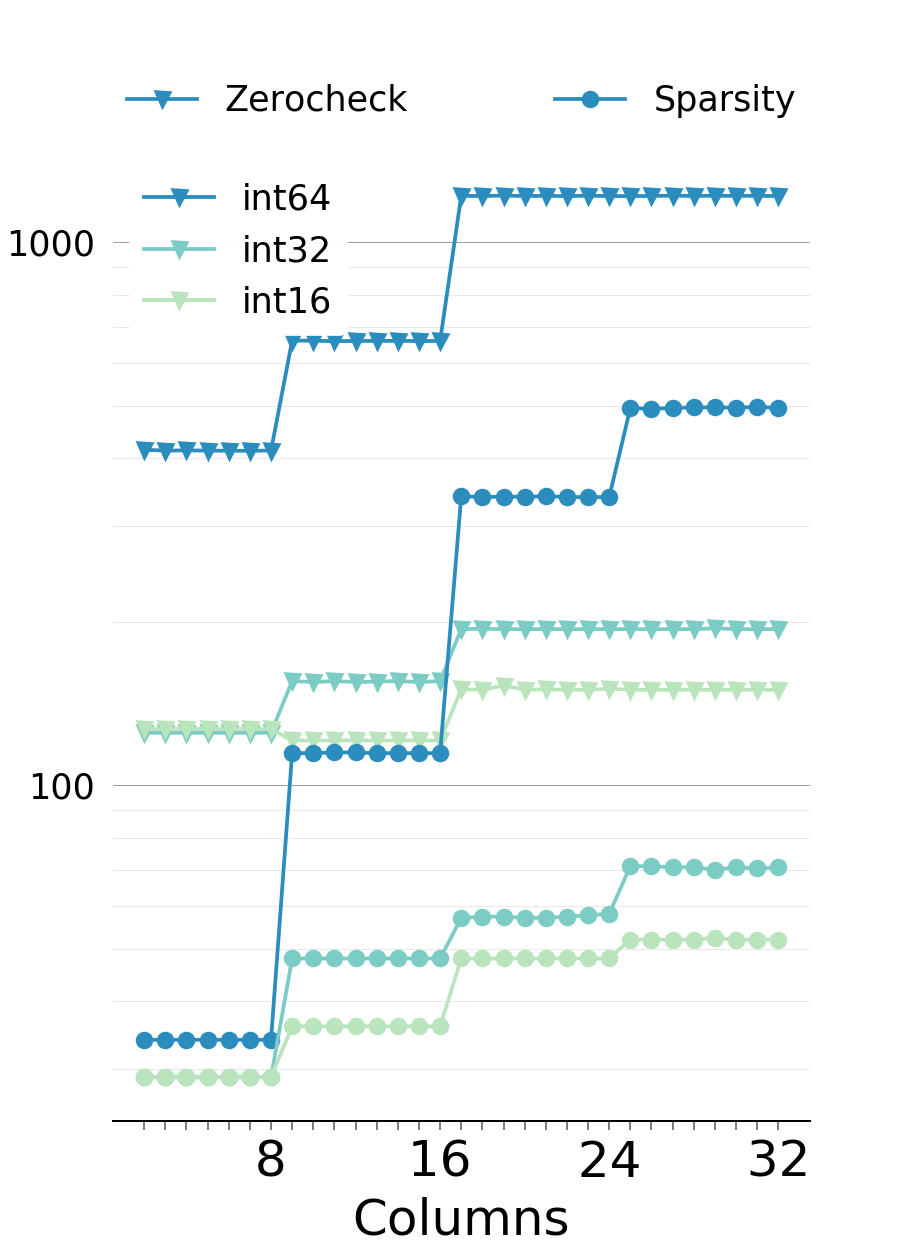 Zerocheck Sparsity
int64
1000
int32
int16
100
8 16 24 32
Columns